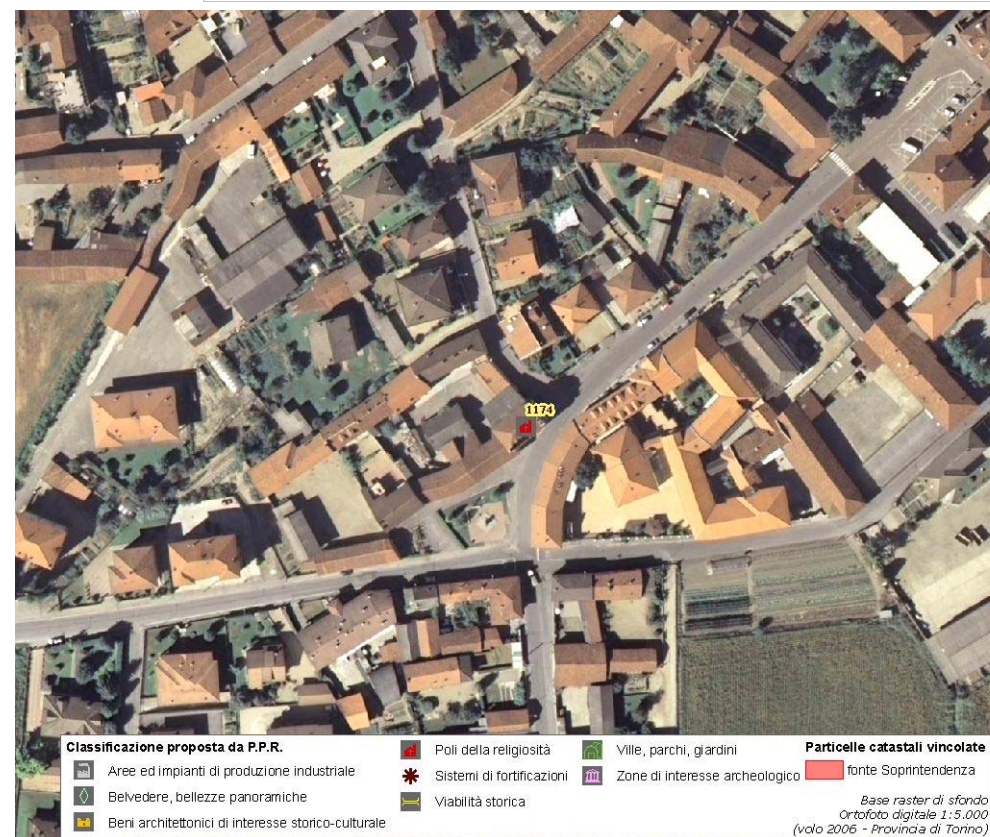 1174
Classificazione proposta da P.P.R.
Aree ed impianti di produzione industriale
Belvedere, bellezze panoramiche
Beni architettonici di interesse storico-culturale
Poli della religiosità
Sistemi di fortificazioni
Viabilità storica
Ville, parchi, giardini
Zone di interesse archeologico
Particelle catastali vincolate
fonte Soprintendenza
Base raster di sfondo
Ortofoto digitale 1:5.000
(volo 2006 - Provincia di Torino)